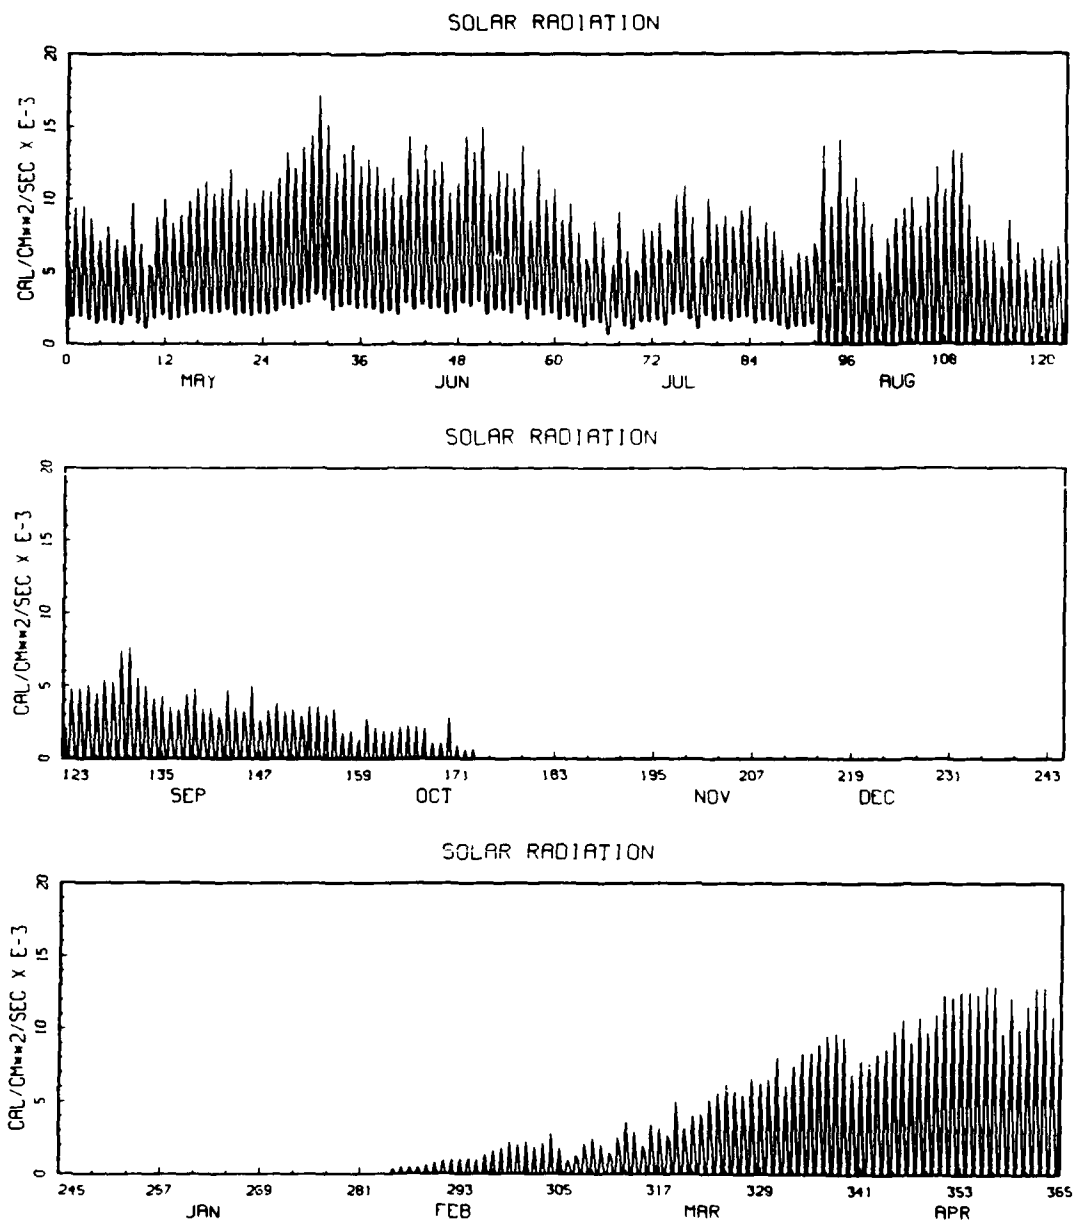 SOLAR RADIATION
CAL/CM**2/SEC X E-3
20
15
10
5
0
0 12 24 36 48 60 72 84 96 108 120
MAY JUN JUL AUG
SOLAR RADIATION
CAL/CM**2/SEC X E-3
20
15
10
5
0
123 135 147 159 171 183 195 207 219 231 243
SEP OCT NOV DEC
SOLAR RADIATION
CAL/CM**2/SEC X E-3
20
15
10
5
0
245 257 269 281 293 305 317 329 341 353 365
JAN FEB MAR APR